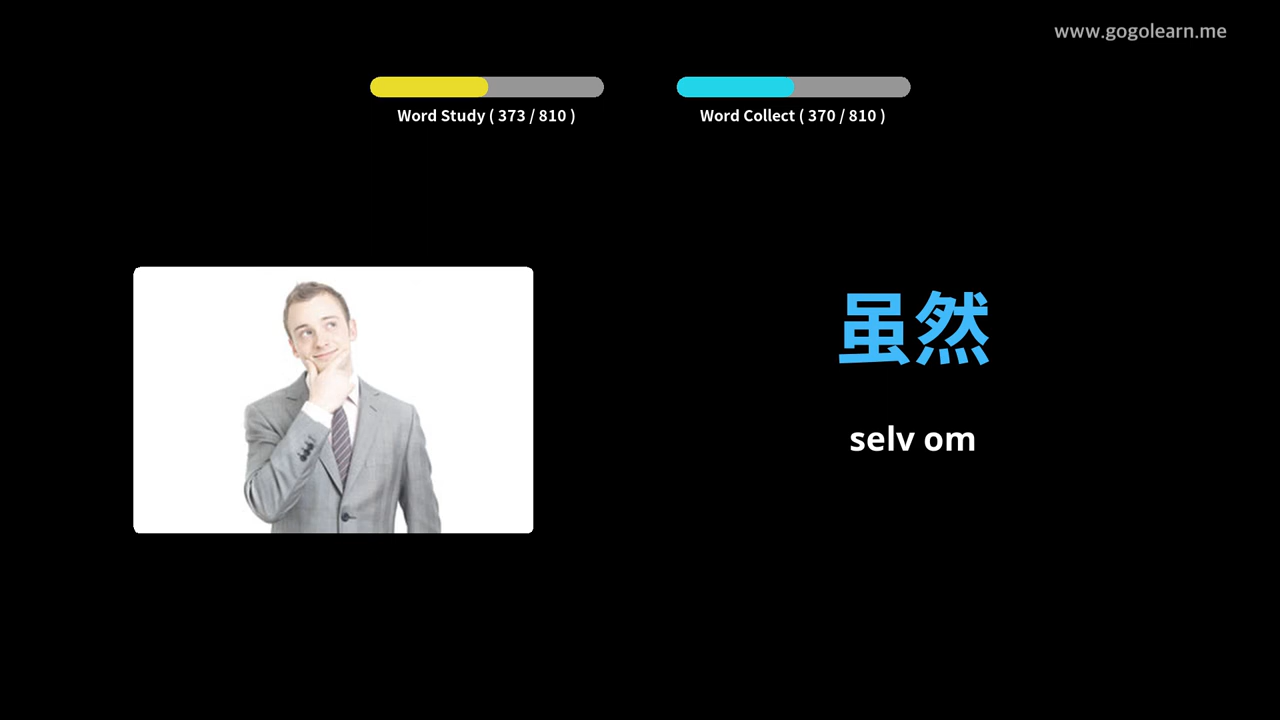 www.gogolearn.me
Word Study ( 373 / 810 )
Word Collect ( 370 / 810 )
虽然
selv om